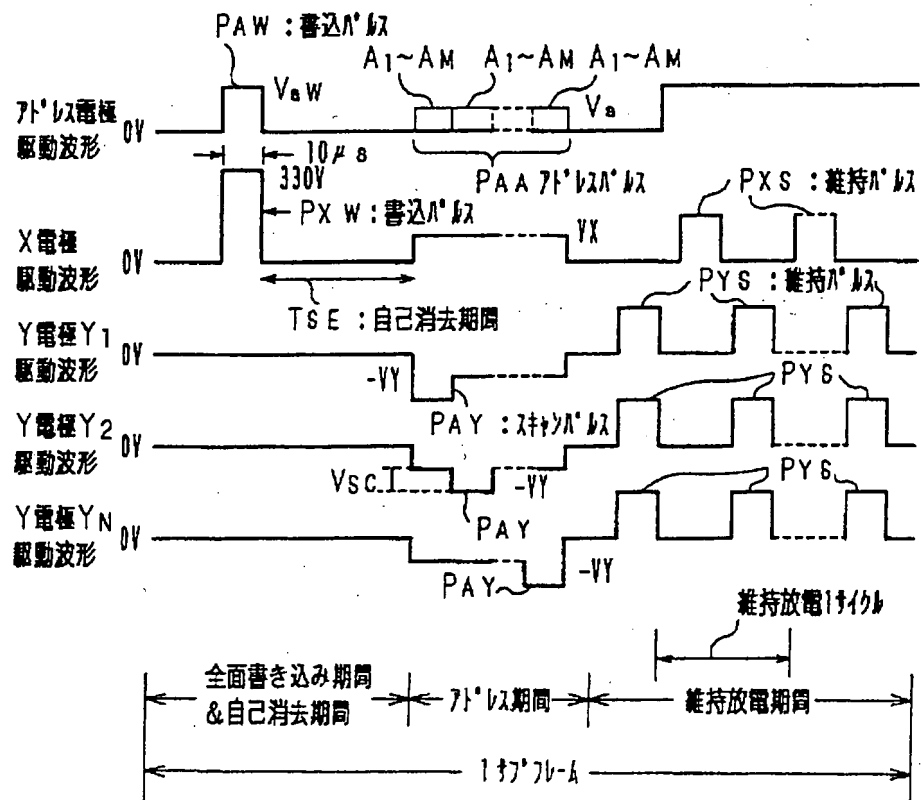 PAW：書込パルス
A1~AM A1~AM A1~AM
VaW
Va
アドレス電極
駆動波形
0V
10μs
PAA アドレスパルス
330V
PXW：書込パルス
PXS：維持パルス
X電極
駆動波形
0V
VX
TSE：自己消去期間
PYS：維持パルス
Y電極Y1
駆動波形
0V
-VY
PYS
PAY：スキャンパルス
Y電極Y2
駆動波形
0V
VSC
-VY
PYS
PAY
Y電極YN
駆動波形
0V
PAY
-VY
維持放電1サイクル
全面書き込み期間
&自己消去期間
アドレス期間
維持放電期間
1サブフレーム